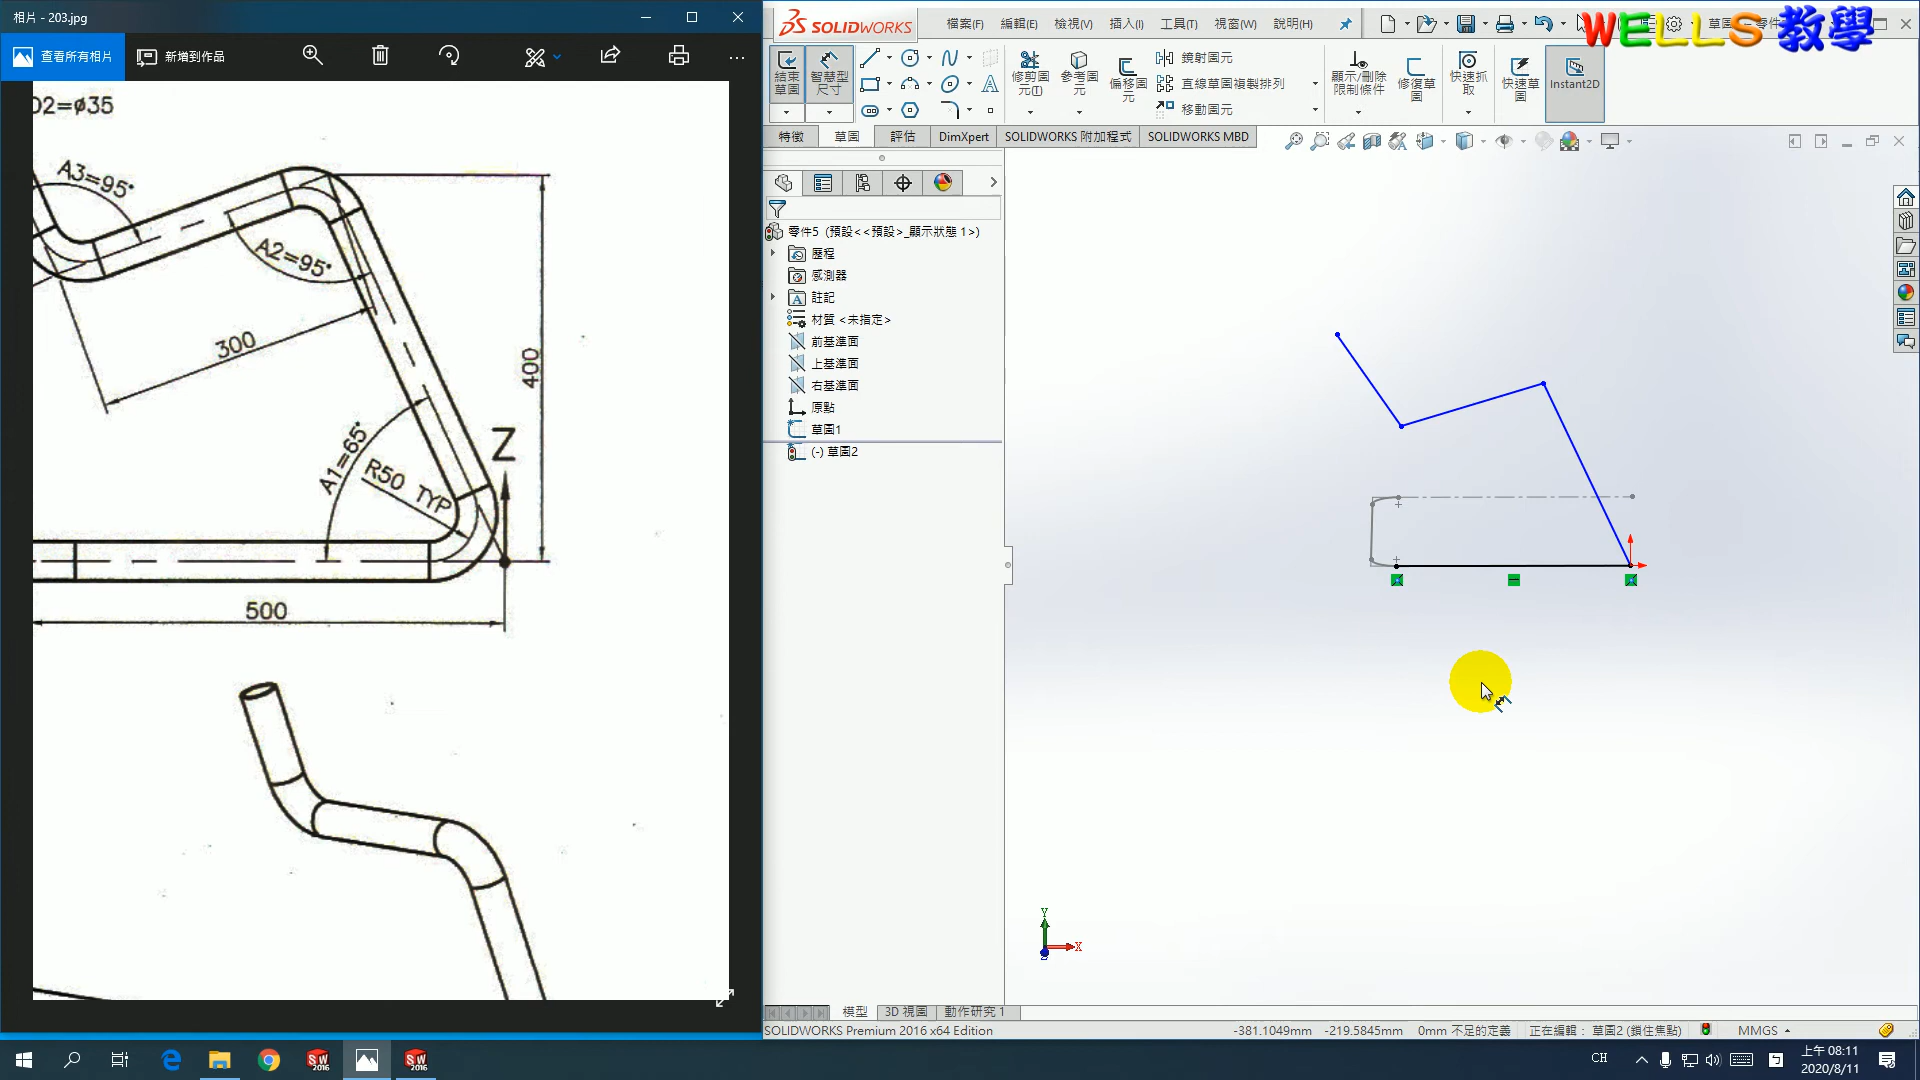 相片 - 203.jpg
查看所有相片
新增到作品
D2=ø35
A3=95°
A2=95°
300
400
A1=65°
R50 TYP
Z
500
SOLIDWORKS
檔案(F)
編輯(E)
檢視(V)
插入(I)
工具(T)
視窗(W)
說明(H)
WELLS 教學
結束草圖
智慧型尺寸
修剪圖元(T)
參考圖元
偏移圖元
鏡射圖元
直線草圖複製排列
移動圖元
顯示/刪除限制條件
修復草圖
快速抓取
快速草圖
Instant2D
特徵
草圖
評估
DimXpert
SOLIDWORKS 附加程式
SOLIDWORKS MBD
零件5 (預設<<預設>_顯示狀態 1>)
歷程
感測器
註記
材質 <未指定>
前基準面
上基準面
右基準面
原點
草圖1
(-) 草圖2
Y
X
Z
模型
3D 視圖
動作研究 1
SOLIDWORKS Premium 2016 x64 Edition
-381.1049mm
-219.5845mm
0mm 不足的定義
正在編輯： 草圖2 (鎖住焦點)
MMGS
CH
上午 08:11
2020/8/11